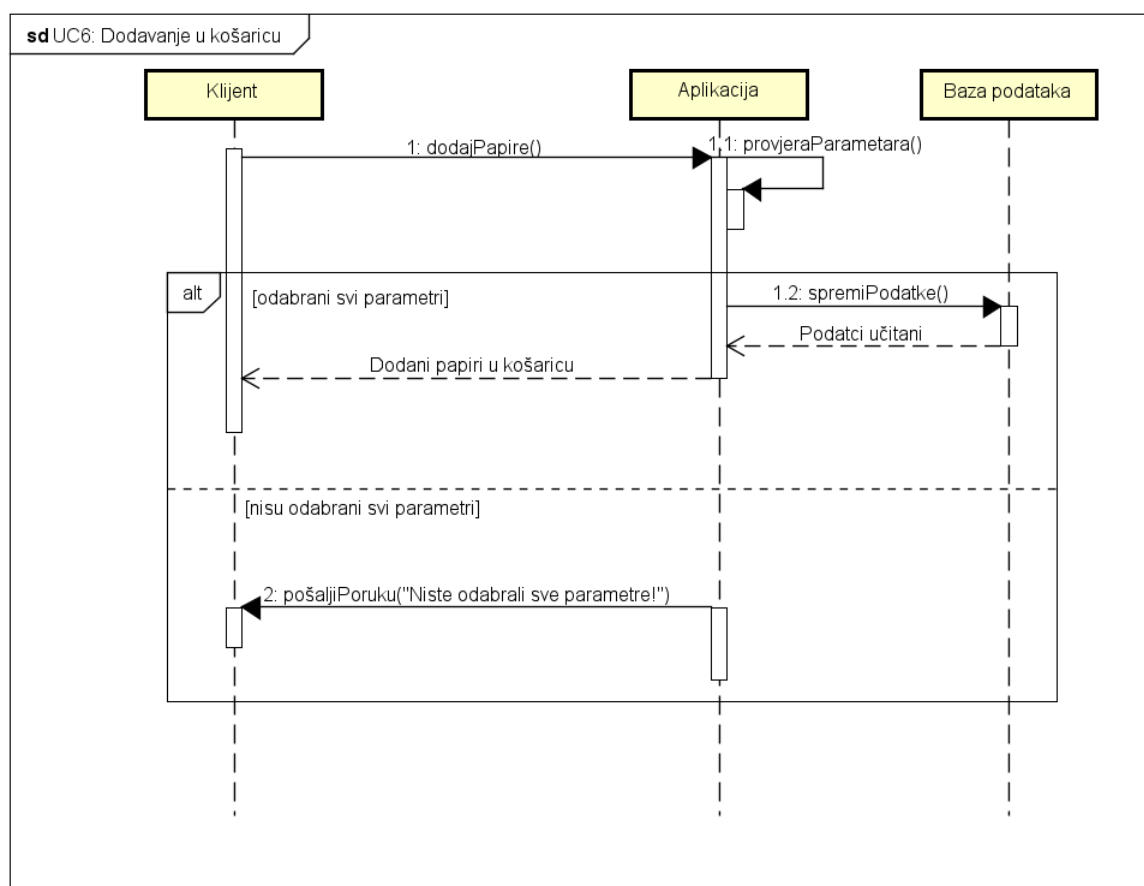 sd UC6: Dodavanje u košaricu
Klijent
Aplikacija
Baza podataka
1: dodajPapire()
1.1: provjeraParametara()
alt
[odabrani svi parametri]
1.2: spremiPodatke()
Podatci učitani
Dodani papiri u košaricu
[nisu odabrani svi parametri]
2: pošaljiPoruku("Niste odabrali sve parametre!")